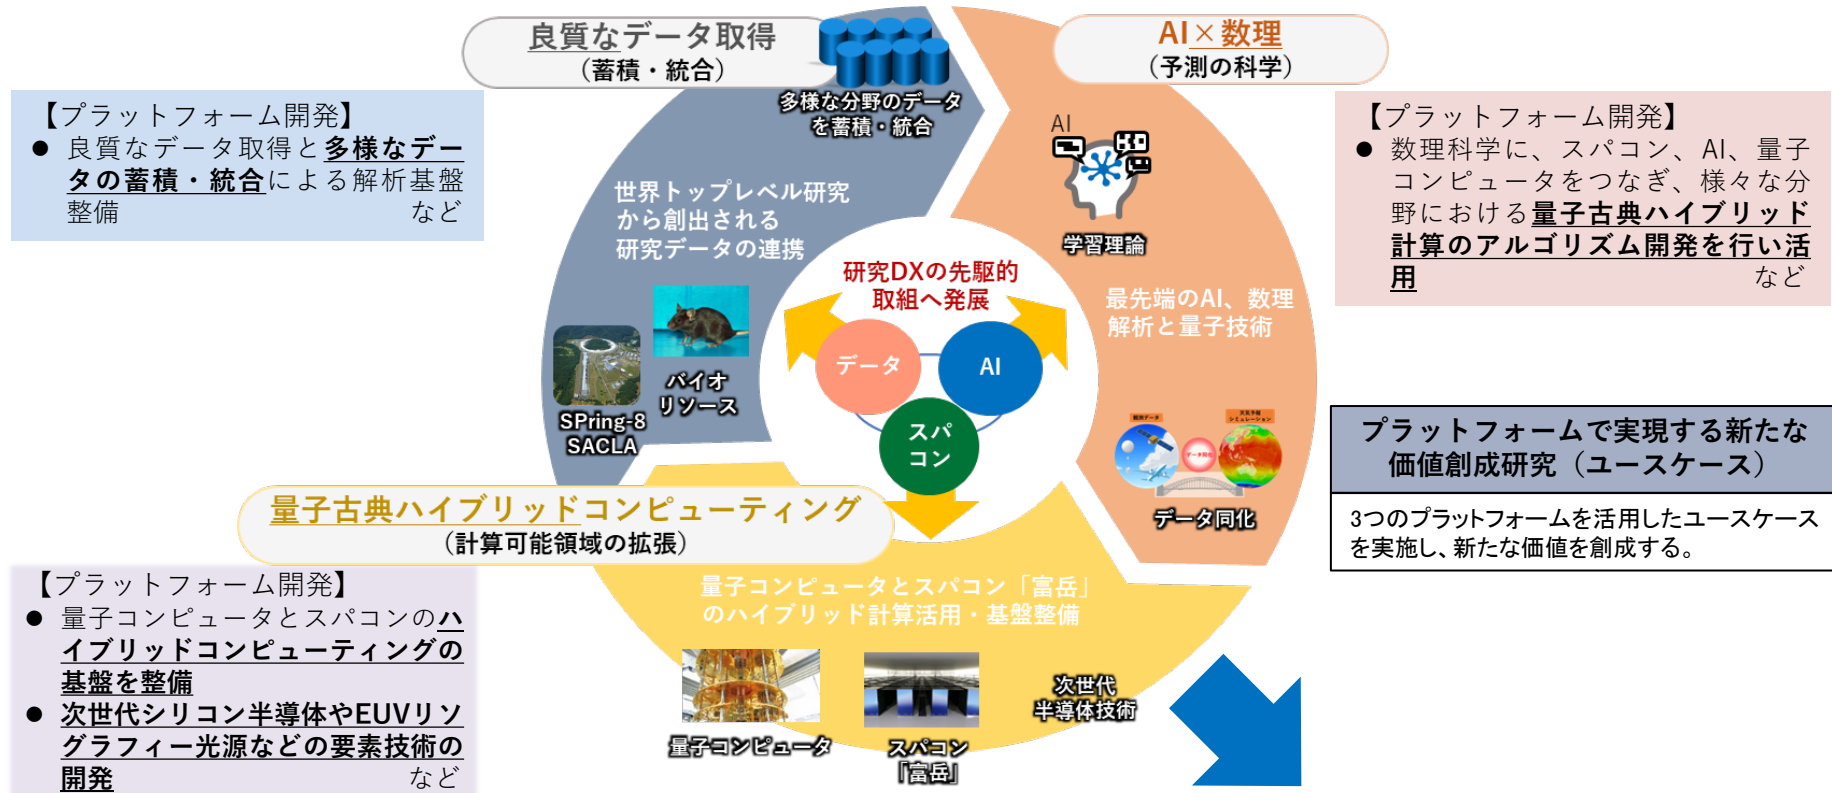 良質なデータ取得
（蓄積・統合）
多様な分野のデータ
を蓄積・統合
世界トップレベル研究
から創出される
研究データの連携
SPring-8
SACLA
バイオ
リソース
【プラットフォーム開発】
● 良質なデータ取得と多様なデー
タの蓄積・統合による解析基盤
整備 など
AI×数理
（予測の科学）
AI
学習理論
最先端のAI、数理
解析と量子技術
観測データ
データ同化
天気予報
シミュレーション
データ同化
【プラットフォーム開発】
● 数理科学に、スパコン、AI、量子
コンピュータをつなぎ、様々な分
野における量子古典ハイブリッド
計算のアルゴリズム開発を行い活
用 など
研究DXの先駆的
取組へ発展
データ
AI
スパ
コン
量子古典ハイブリッドコンピューティング
（計算可能領域の拡張）
量子コンピュータとスパコン「富岳」
のハイブリッド計算活用・基盤整備
量子コンピュータ
スパコン
「富岳」
次世代
半導体技術
【プラットフォーム開発】
● 量子コンピュータとスパコンのハ
イブリッドコンピューティングの
基盤を整備
● 次世代シリコン半導体やEUVリソ
グラフィー光源などの要素技術の
開発 など
プラットフォームで実現する新たな
価値創成研究（ユースケース）
3つのプラットフォームを活用したユースケース
を実施し、新たな価値を創成する。